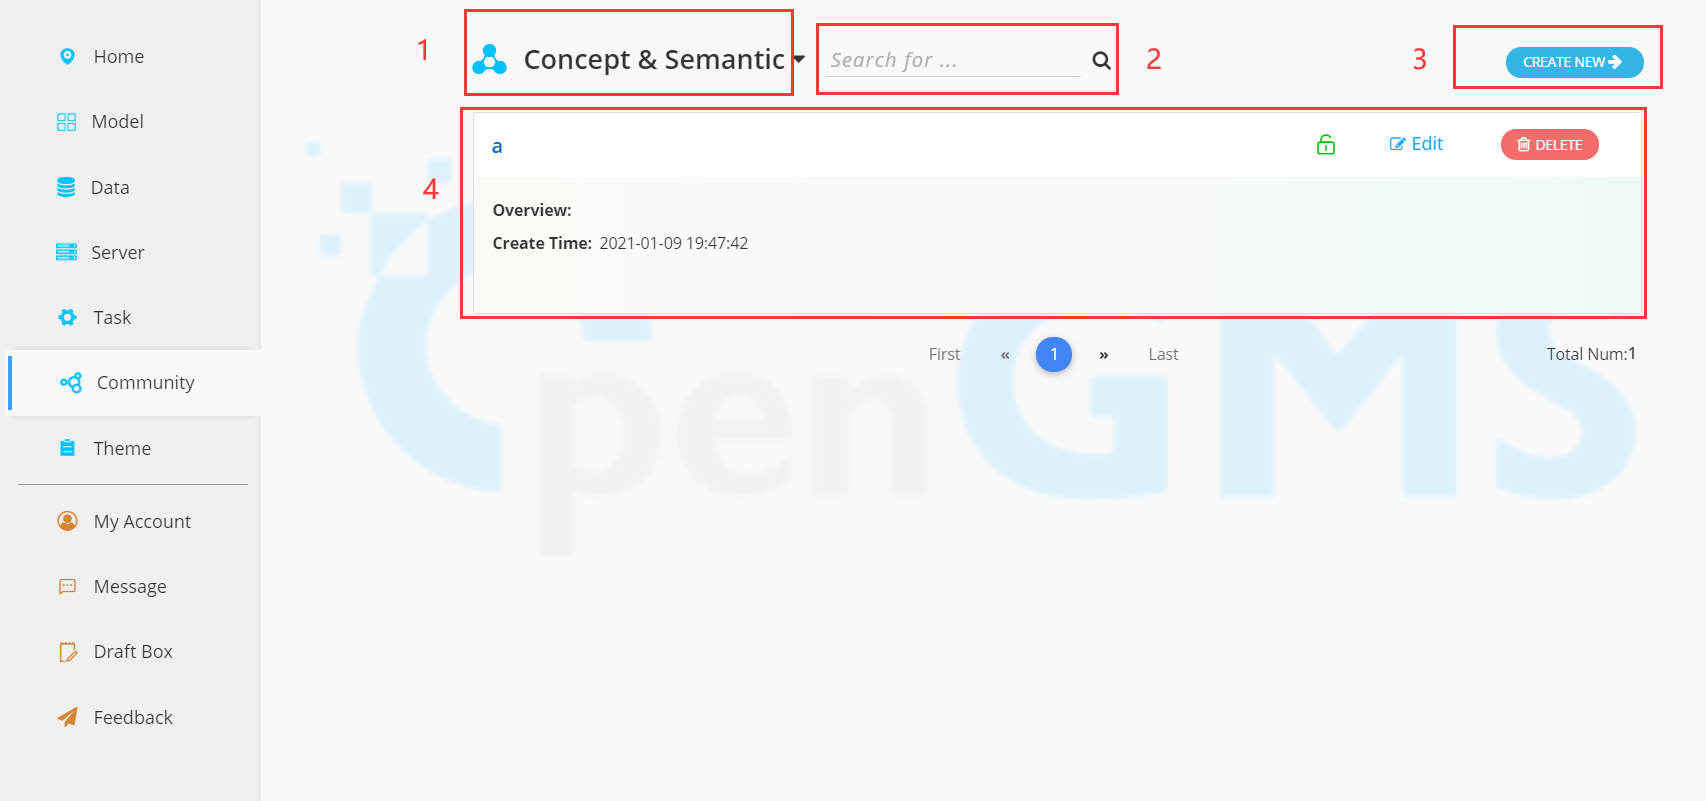 Home
Model
Data
Server
Task
Community
Theme
My Account
Message
Draft Box
Feedback
1
Concept & Semantic
Search for ...
2
3
CREATE NEW
4
a
Edit
DELETE
Overview:
Create Time: 2021-01-09 19:47:42
First « 1 » Last
Total Num:1
OpenGMS